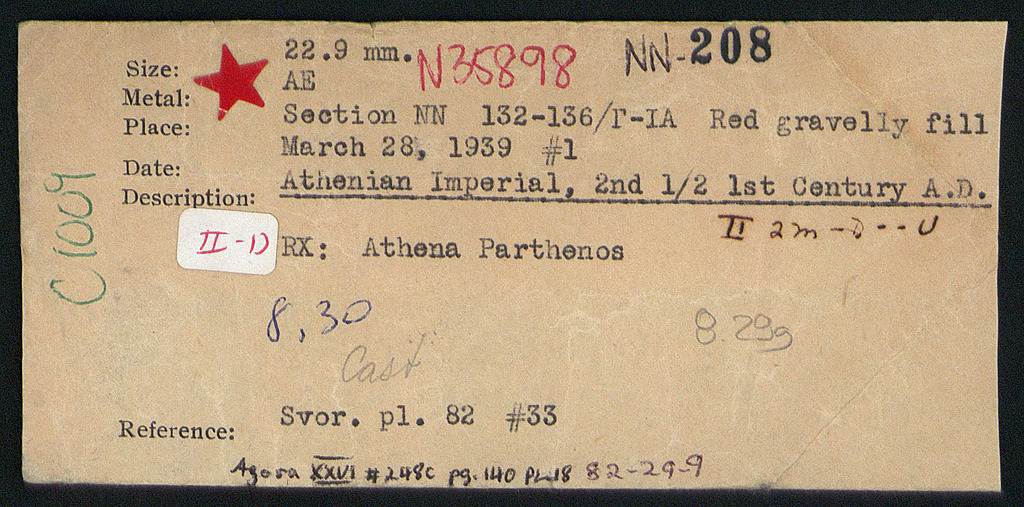 Size: 22.9 mm. N35898 NN-208
Metal: AE
Place: Section NN 132-136/Γ-IA Red gravelly fill
March 28, 1939 #1
Date:
Description: Athenian Imperial, 2nd 1/2 1st Century A.D.
II 2m-D--U
II-D RX: Athena Parthenos
C1009
8,30 8.29g
Cast
Reference: Svor. pl. 82 #33
Agora XXVI #248c pg. 140 PL.18 82-29-9